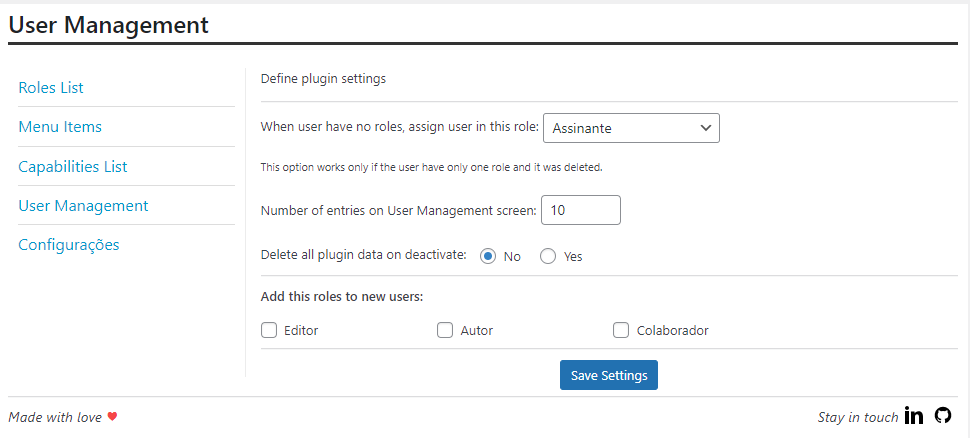 User Management
Roles List
Menu Items
Capabilities List
User Management
Configurações
Define plugin settings
When user have no roles, assign user in this role: Assinante
This option works only if the user have only one role and it was deleted.
Number of entries on User Management screen: 10
Delete all plugin data on deactivate: No Yes
Add this roles to new users:
Editor Autor Colaborador
Save Settings
Made with love
Stay in touch in